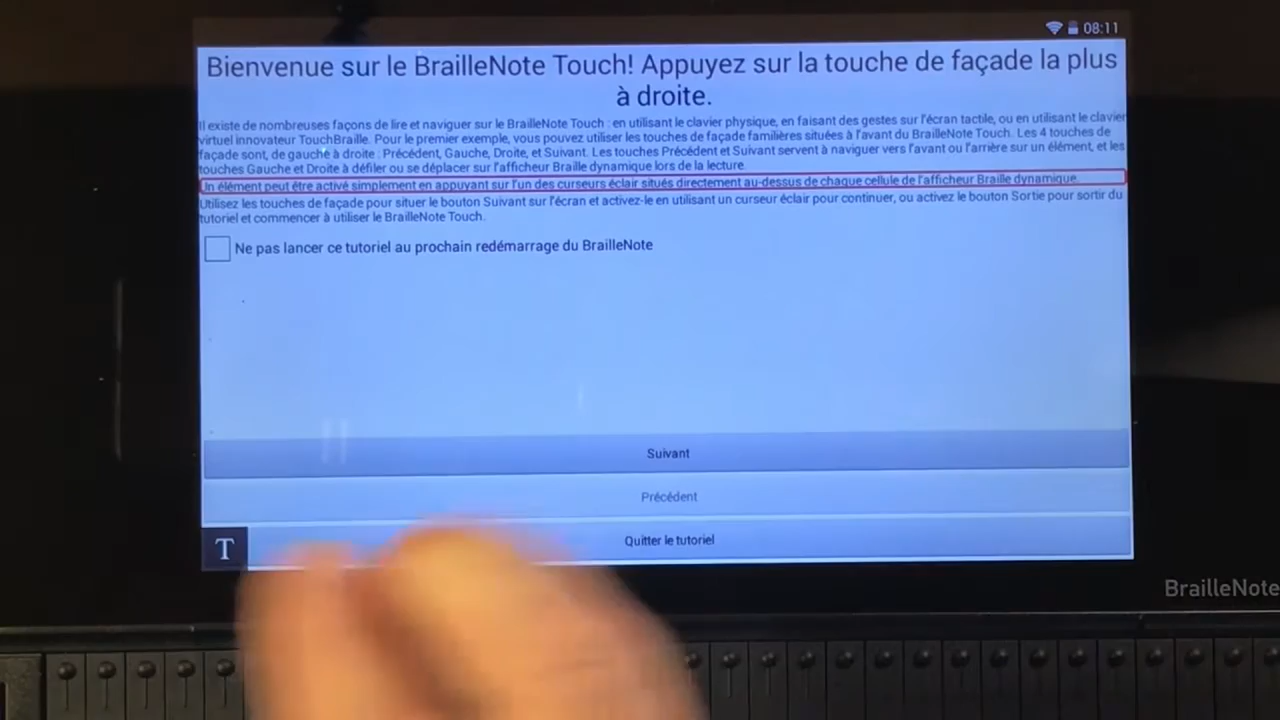 08:11
Bienvenue sur le BrailleNote Touch! Appuyez sur la touche de façade la plus
à droite.
Il existe de nombreuses façons de lire et naviguer sur le BrailleNote Touch : en utilisant le clavier physique, en faisant des gestes sur l'écran tactile, ou en utilisant le clavier
virtuel innovateur TouchBraille. Pour le premier exemple, vous pouvez utiliser les touches de façade familières situées à l'avant du BrailleNote Touch. Les 4 touches de
façade sont, de gauche à droite : Précédent, Gauche, Droite, et Suivant. Les touches Précédent et Suivant servent à naviguer vers l'avant ou l'arrière sur un élément, et les
touches Gauche et Droite à défiler ou se déplacer sur l'afficheur Braille dynamique lors de la lecture.
Un élément peut être activé simplement en appuyant sur l'un des curseurs éclair situés directement au-dessus de chaque cellule de l'afficheur Braille dynamique.
Utilisez les touches de façade pour situer le bouton Suivant sur l'écran et activez-le en utilisant un curseur éclair pour continuer, ou activez le bouton Sortie pour sortir du
tutoriel et commencer à utiliser le BrailleNote Touch.
Ne pas lancer ce tutoriel au prochain redémarrage du BrailleNote
Suivant
Précédent
Quitter le tutoriel
T
BrailleNote